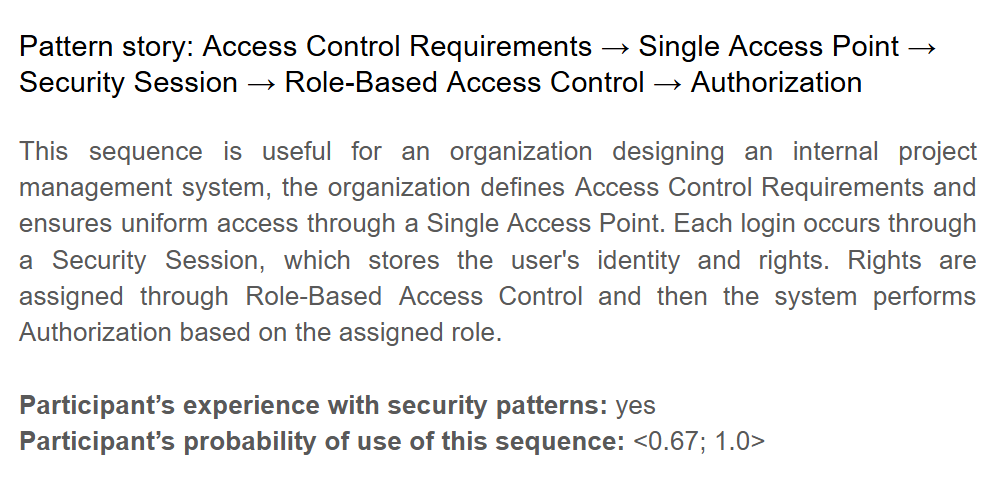 Pattern story: Access Control Requirements → Single Access Point →
Security Session → Role-Based Access Control → Authorization
This sequence is useful for an organization designing an internal project
management system, the organization defines Access Control Requirements and
ensures uniform access through a Single Access Point. Each login occurs through
a Security Session, which stores the user's identity and rights. Rights are
assigned through Role-Based Access Control and then the system performs
Authorization based on the assigned role.
Participant’s experience with security patterns: yes
Participant’s probability of use of this sequence: <0.67; 1.0>